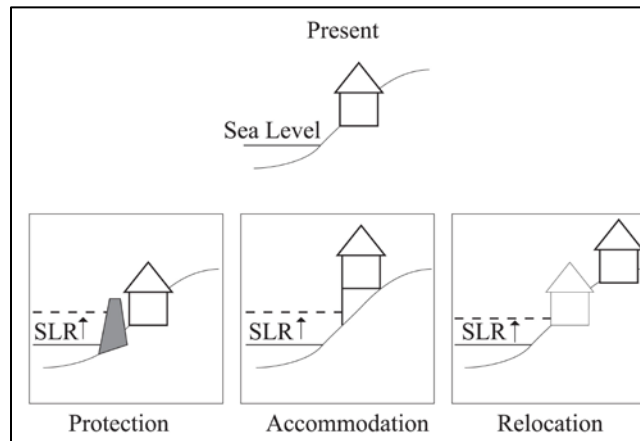 Present
Sea Level
SLR↑
SLR↑
SLR↑
Protection
Accommodation
Relocation